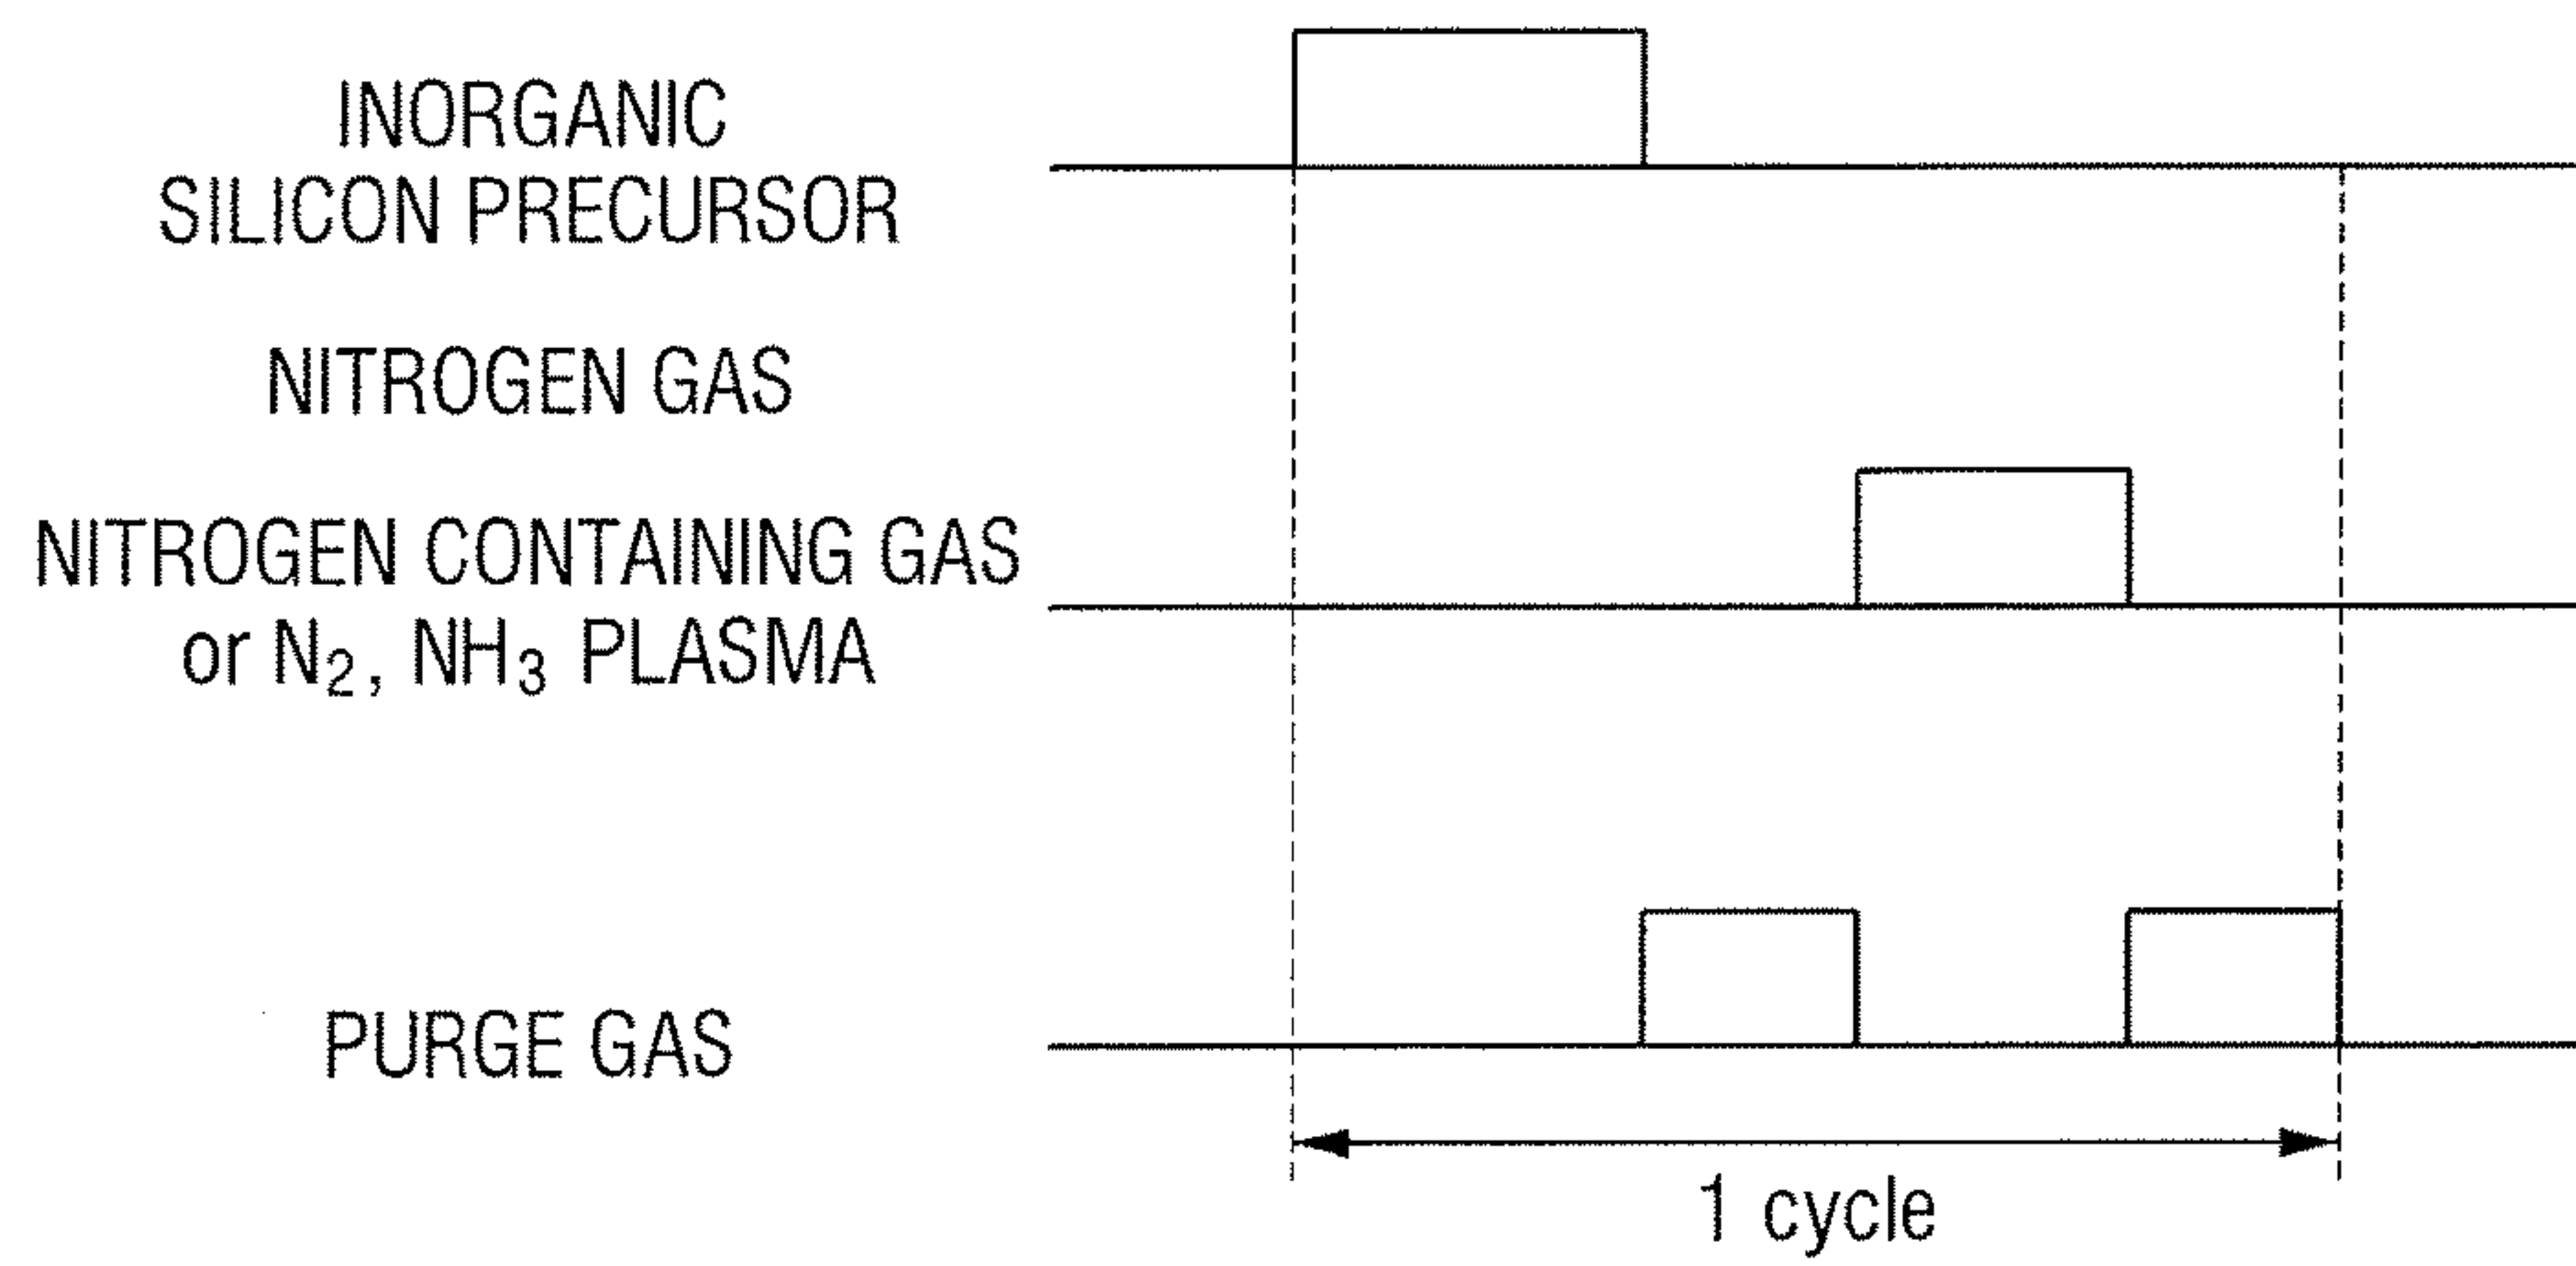 INORGANIC
SILICON PRECURSOR
NITROGEN GAS
NITROGEN CONTAINING GAS
or N₂, NH₃ PLASMA
PURGE GAS
1 cycle